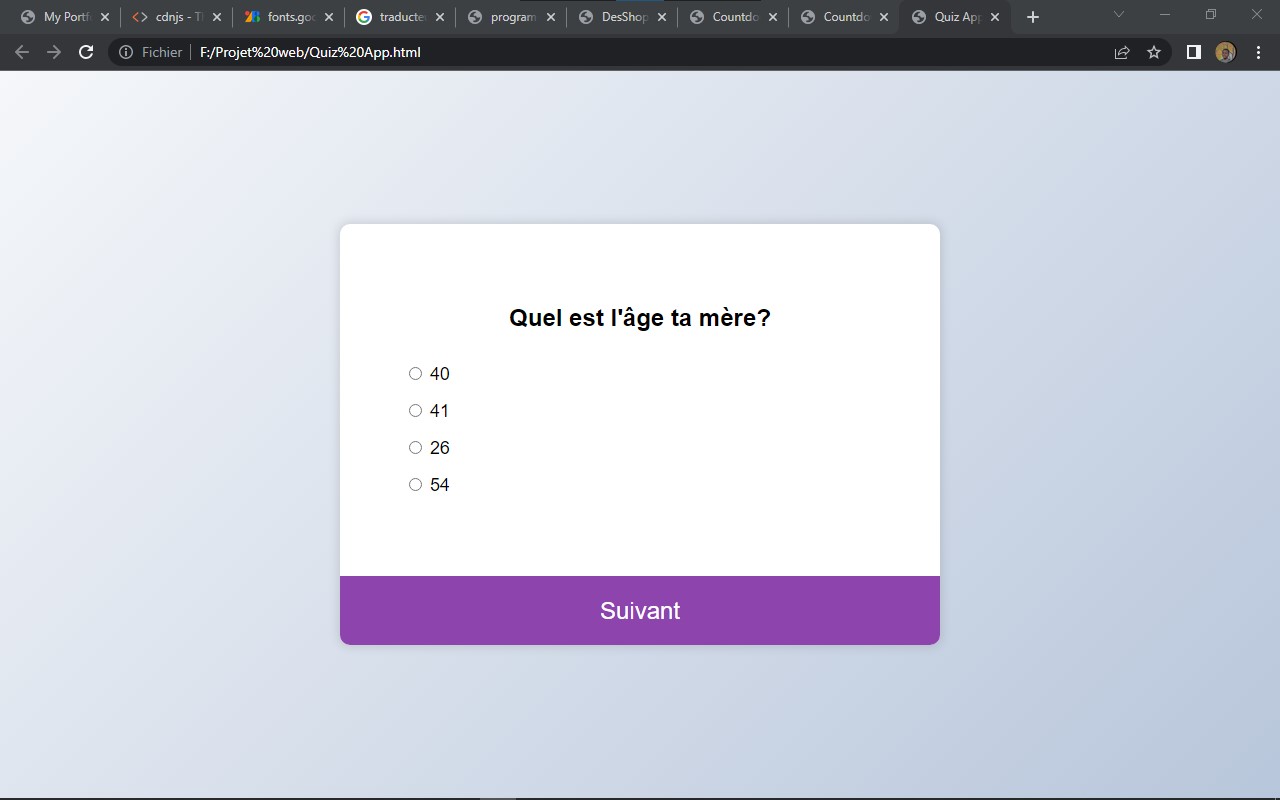 My Portf
cdnjs - Th
fonts.goo
traducte
program
DesShop
Countdo
Countdo
Quiz App
Fichier
F:/Projet%20web/Quiz%20App.html
Quel est l'âge ta mère?
40
41
26
54
Suivant